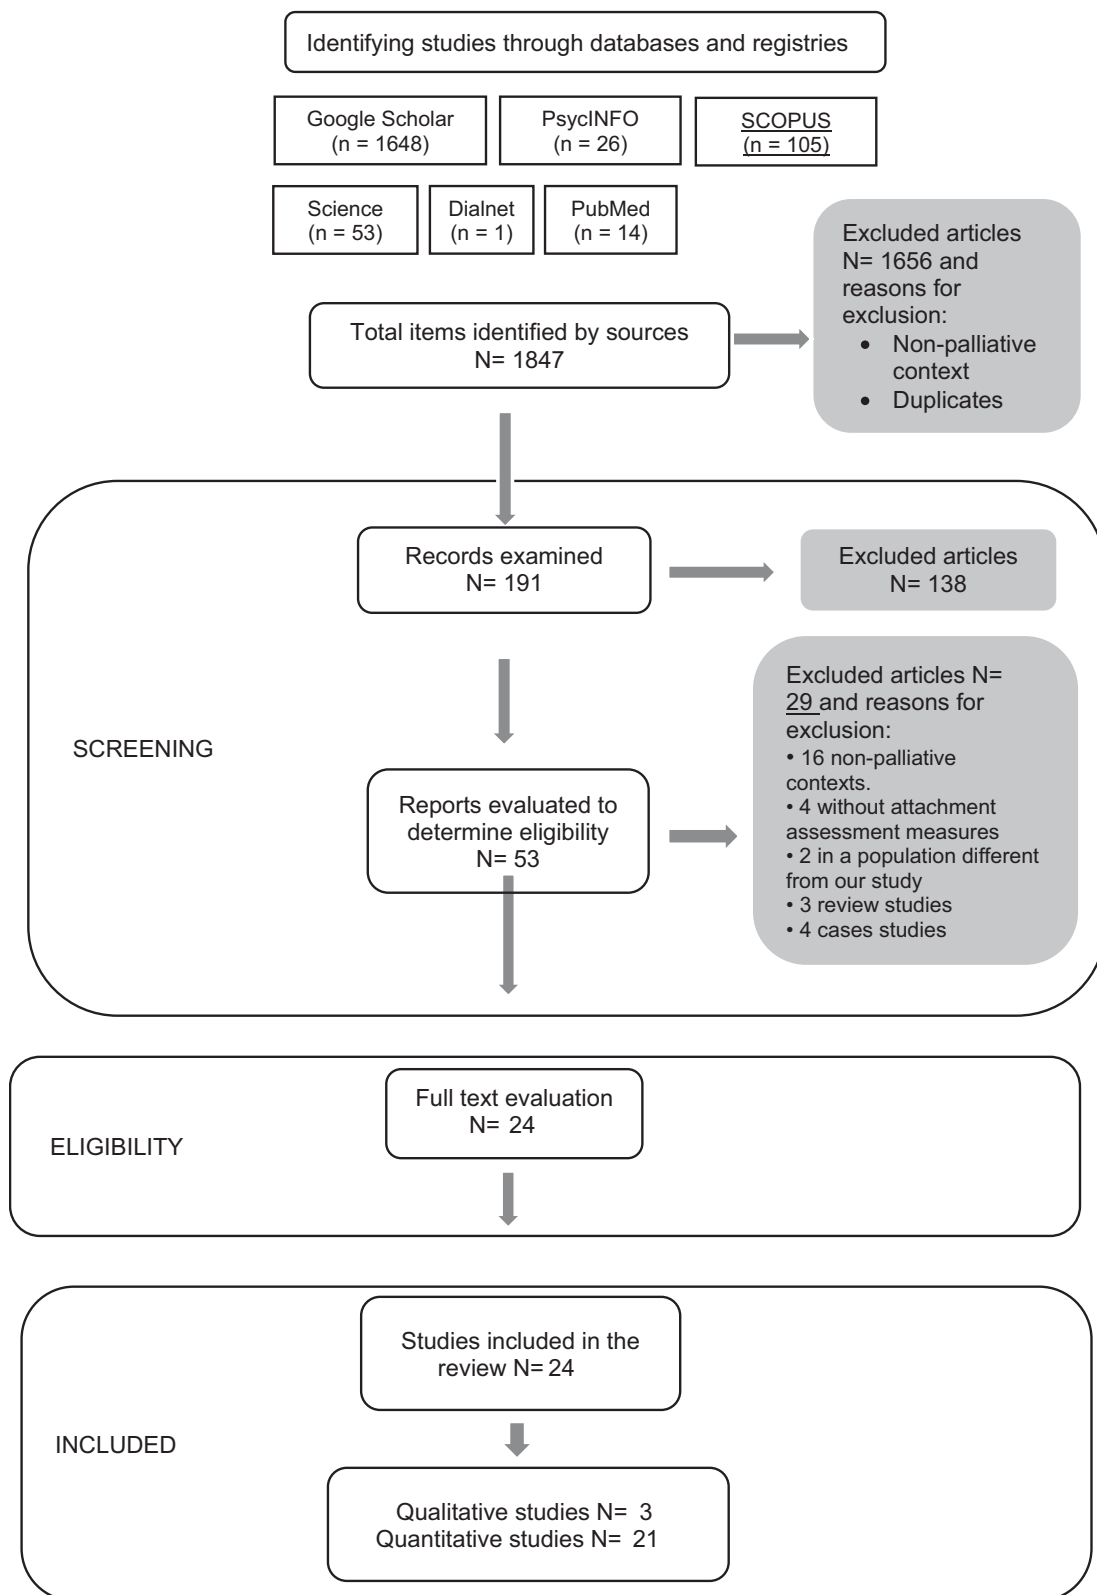 Identifying studies through databases and registries
Google Scholar
(n = 1648)
PsycINFO
(n = 26)
SCOPUS
(n = 105)
Science
(n = 53)
Dialnet
(n = 1)
PubMed
(n = 14)
Excluded articles
N= 1656 and
reasons for
exclusion:
• Non-palliative
context
• Duplicates
Total items identified by sources
N= 1847
Records examined
N= 191
Excluded articles
N= 138
SCREENING
Reports evaluated to
determine eligibility
N= 53
Excluded articles N=
29 and reasons for
exclusion:
• 16 non-palliative
contexts.
• 4 without attachment
assessment measures
• 2 in a population different
from our study
• 3 review studies
• 4 cases studies
ELIGIBILITY
Full text evaluation
N= 24
INCLUDED
Studies included in the
review N= 24
Qualitative studies N= 3
Quantitative studies N= 21